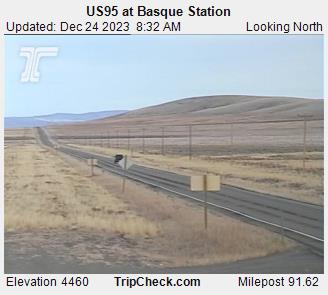 US95 at Basque Station
Updated: Dec 24 2023 8:32 AM Looking North
Elevation 4460 TripCheck.com Milepost 91.62